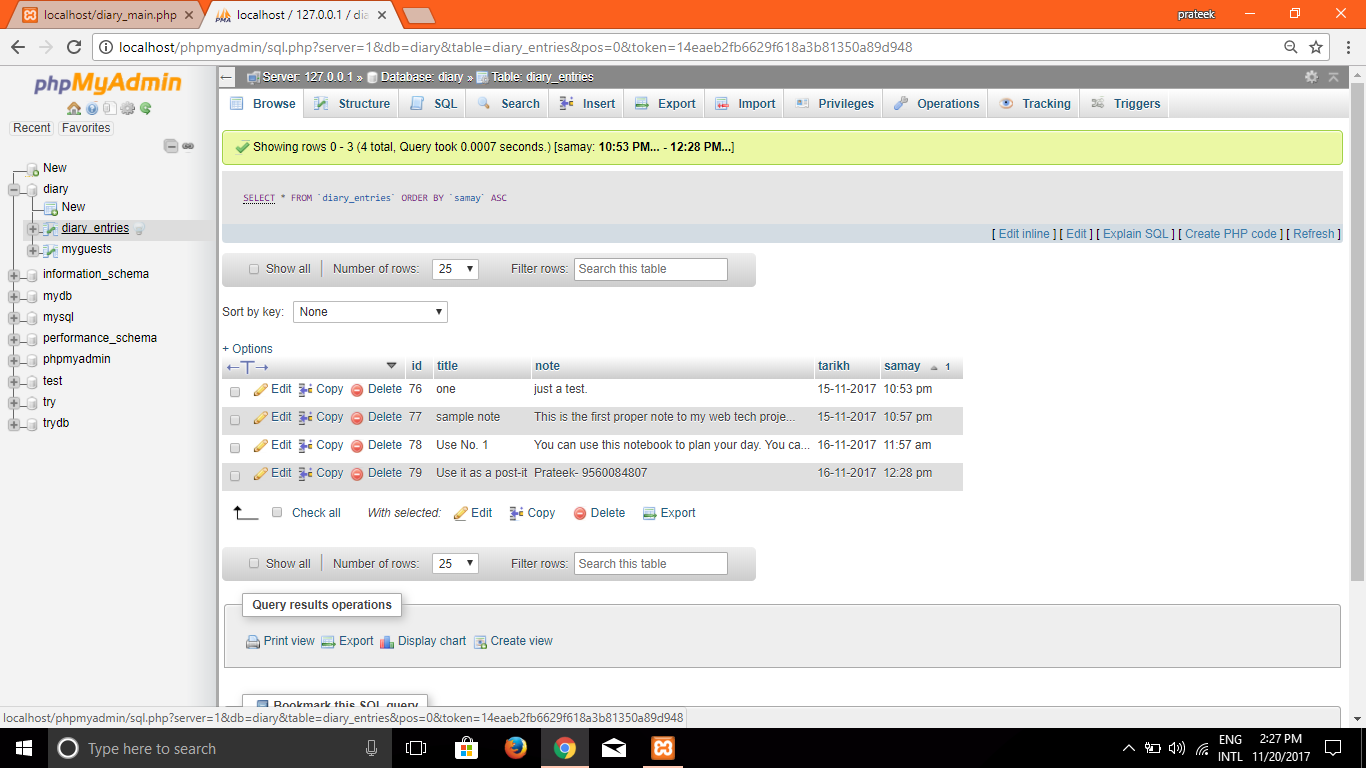 localhost/diary_main.php
localhost / 127.0.0.1 / dia
prateek
localhost/phpmyadmin/sql.php?server=1&db=diary&table=diary_entries&pos=0&token=14eaeb2fb6629f618a3b81350a89d948
phpMyAdmin
Recent Favorites
New
diary
New
diary_entries
myguests
information_schema
mydb
mysql
performance_schema
phpmyadmin
test
try
trydb
Server: 127.0.0.1 » Database: diary » Table: diary_entries
Browse Structure SQL Search Insert Export Import Privileges Operations Tracking Triggers
Showing rows 0 - 3 (4 total, Query took 0.0007 seconds.) [samay: 10:53 PM... - 12:28 PM...]
SELECT * FROM `diary_entries` ORDER BY `samay` ASC
[ Edit inline ] [ Edit ] [ Explain SQL ] [ Create PHP code ] [ Refresh ]
Show all Number of rows: 25 Filter rows: Search this table
Sort by key: None
+ Options
id title note tarikh samay 1
Edit Copy Delete 76 one just a test. 15-11-2017 10:53 pm
Edit Copy Delete 77 sample note This is the first proper note to my web tech proje... 15-11-2017 10:57 pm
Edit Copy Delete 78 Use No. 1 You can use this notebook to plan your day. You ca... 16-11-2017 11:57 am
Edit Copy Delete 79 Use it as a post-it Prateek- 9560084807 16-11-2017 12:28 pm
Check all With selected: Edit Copy Delete Export
Show all Number of rows: 25 Filter rows: Search this table
Query results operations
Print view Export Display chart Create view
Bookmark this SQL query
localhost/phpmyadmin/sql.php?server=1&db=diary&table=diary_entries&pos=0&token=14eaeb2fb6629f618a3b81350a89d948
Type here to search
ENG 2:27 PM
INTL 11/20/2017